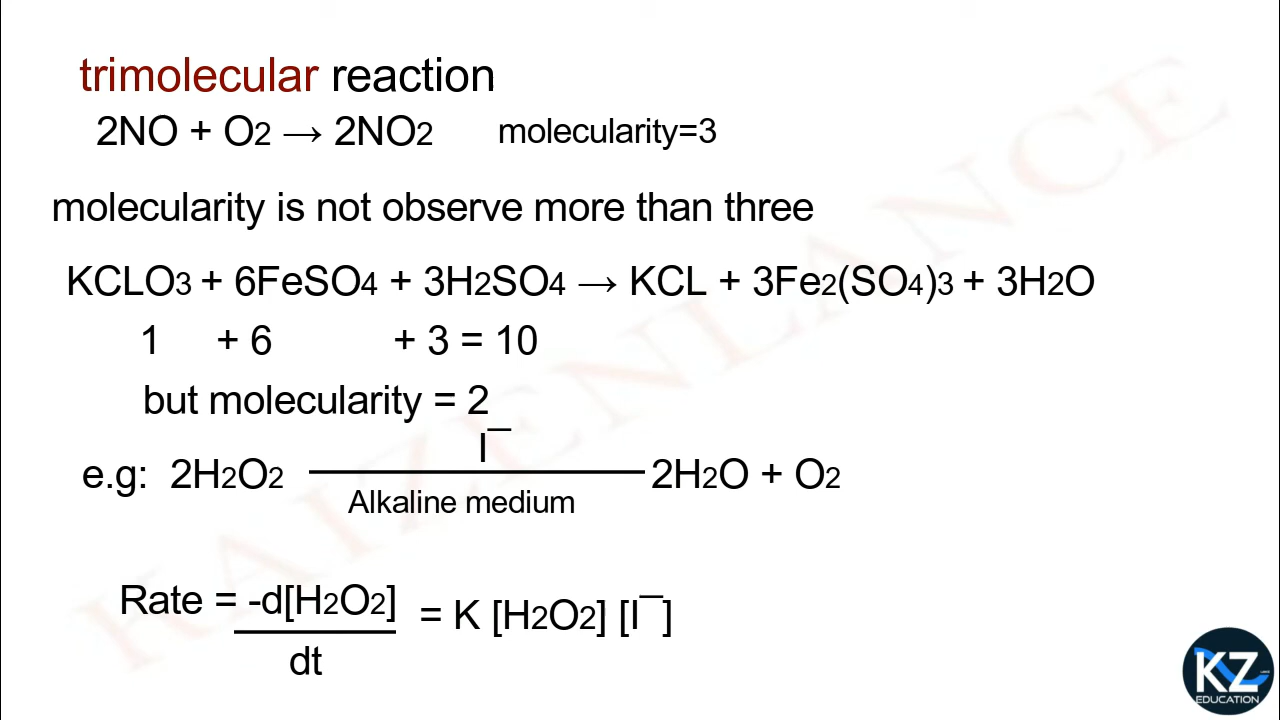 trimolecular reaction
2NO + O2 → 2NO2 molecularity=3
molecularity is not observe more than three
KCLO3 + 6FeSO4 + 3H2SO4 → KCL + 3Fe2(SO4)3 + 3H2O
1 + 6 + 3 = 10
but molecularity = 2
I¯
e.g: 2H2O2 2H2O + O2
Alkaline medium
Rate = -d[H2O2] = K [H2O2] [I¯]
dt
KAIZENLANCE
KZ
EDUCATION